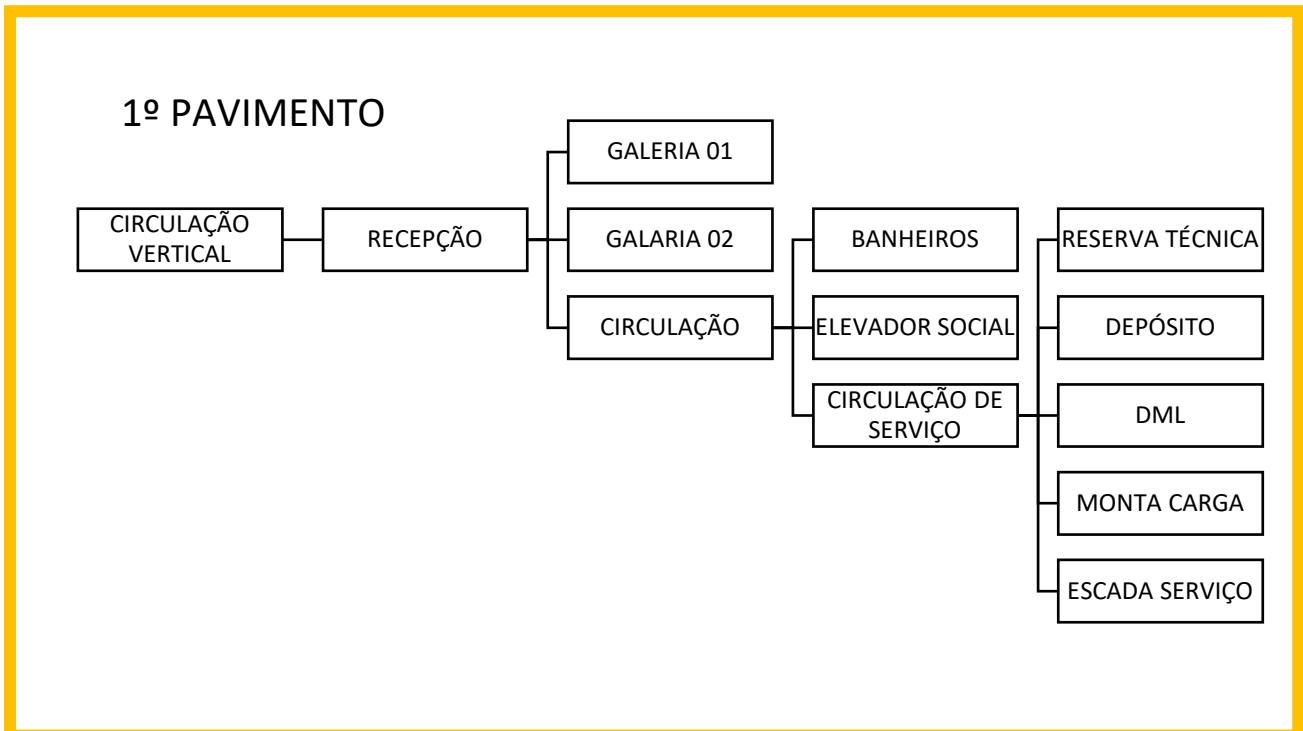 1º PAVIMENTO
CIRCULAÇÃO
VERTICAL
RECEPÇÃO
GALERIA 01
GALARIA 02
CIRCULAÇÃO
BANHEIROS
ELEVADOR SOCIAL
CIRCULAÇÃO DE
SERVIÇO
RESERVA TÉCNICA
DEPÓSITO
DML
MONTA CARGA
ESCADA SERVIÇO